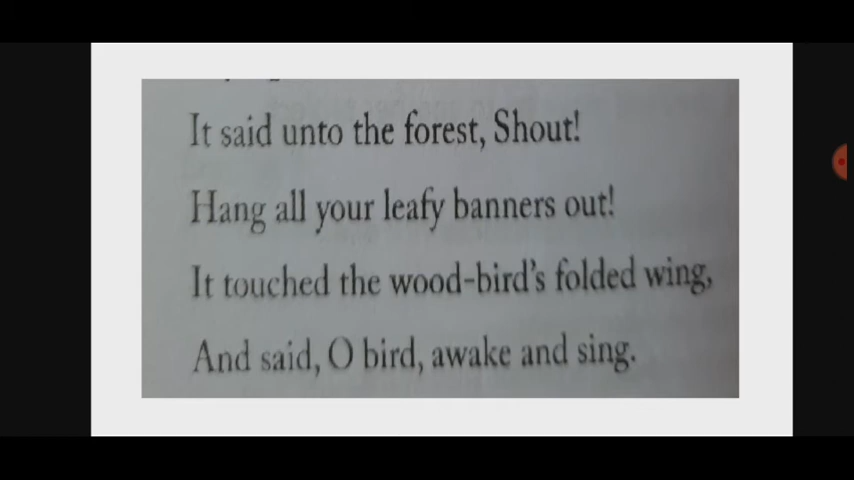 It said unto the forest, Shout!
Hang all your leafy banners out!
It touched the wood-bird's folded wing,
And said, O bird, awake and sing.